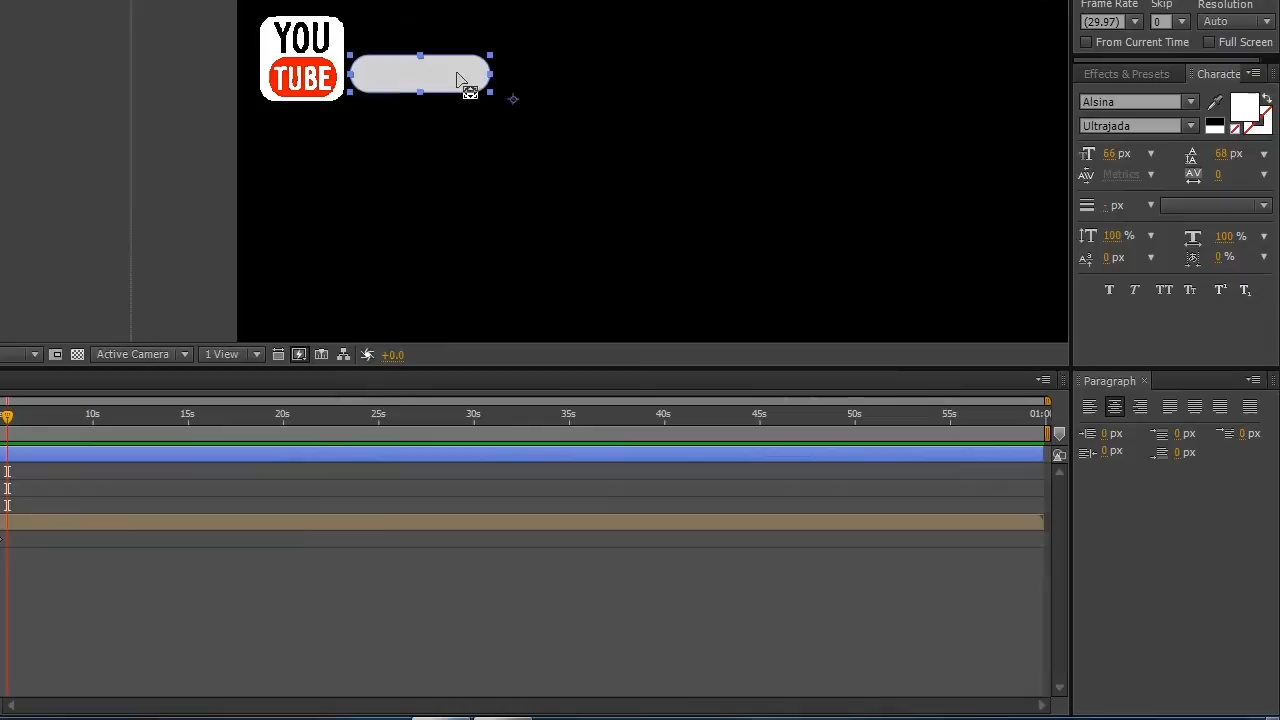 YOU
TUBE
Frame Rate Skip Resolution
(29.97) 0 Auto
From Current Time Full Screen
Effects & Presets Characte
Alsina
Ultrajada
66 px 68 px
Metrics 0
- px
100 % 100 %
0 px 0 %
T T TT Tr T¹ T₁
Active Camera 1 View +0.0
Paragraph ×
10s 15s 20s 25s 30s 35s 40s 45s 50s 55s 01:0
0 px 0 px 0 px
0 px 0 px